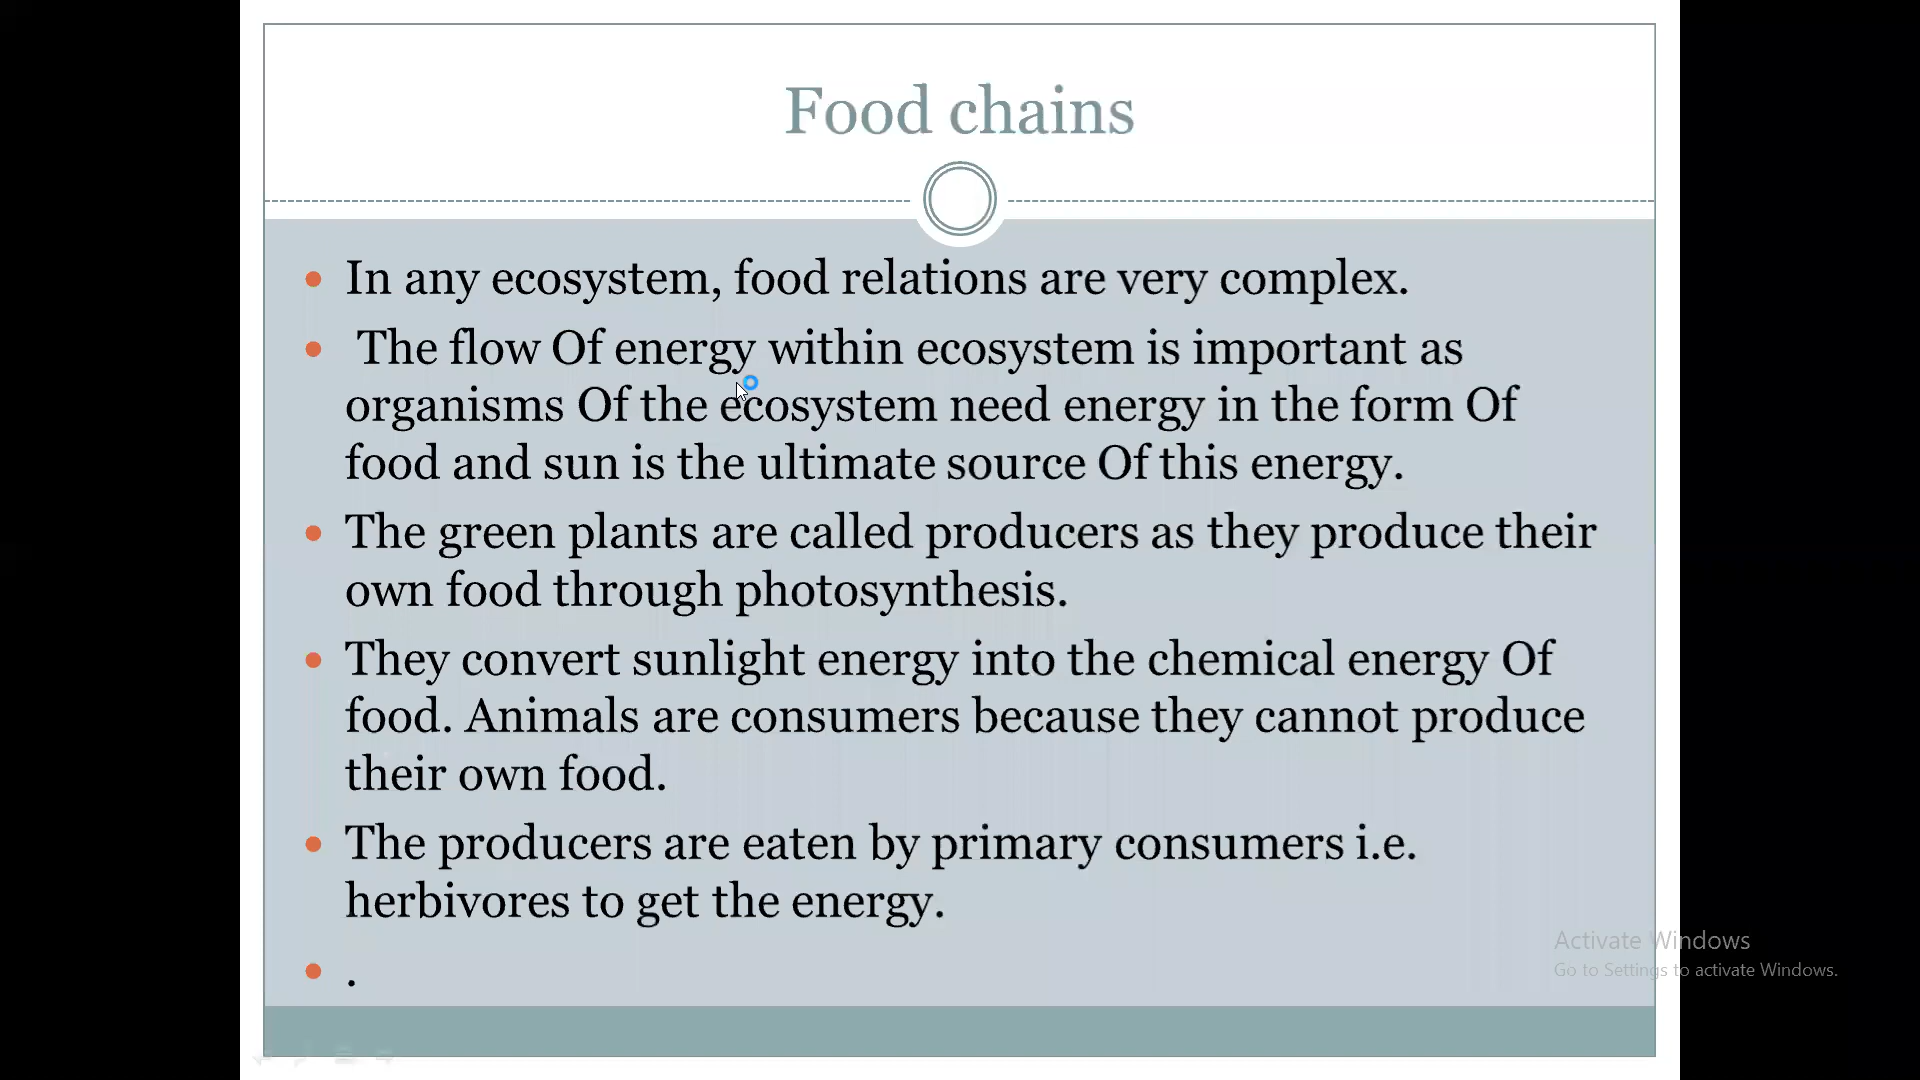 Food chains
In any ecosystem, food relations are very complex.
The flow Of energy within ecosystem is important as
organisms Of the ecosystem need energy in the form Of
food and sun is the ultimate source Of this energy.
The green plants are called producers as they produce their
own food through photosynthesis.
They convert sunlight energy into the chemical energy Of
food. Animals are consumers because they cannot produce
their own food.
The producers are eaten by primary consumers i.e.
herbivores to get the energy.
.
Activate Windows
Go to Settings to activate Windows.